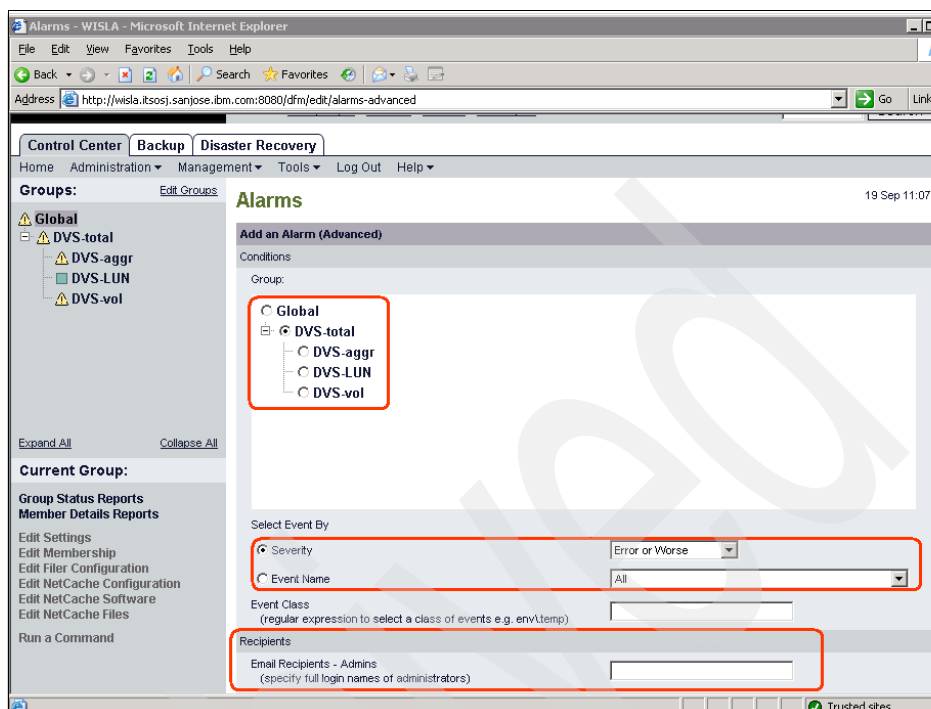 Alarms - WISLA - Microsoft Internet Explorer
File Edit View Favorites Tools Help
Back Search Favorites
Address http://wisla.itsosj.sanjose.ibm.com:8080/dfm/edit/alarms-advanced Go Link
Control Center Backup Disaster Recovery
Home Administration Management Tools Log Out Help
Groups: Edit Groups
Global
DVS-total
DVS-aggr
DVS-LUN
DVS-vol
Expand All Collapse All
Current Group:
Group Status Reports
Member Details Reports
Edit Settings
Edit Membership
Edit Filer Configuration
Edit NetCache Configuration
Edit NetCache Software
Edit NetCache Files
Run a Command
Alarms 19 Sep 11:07
Add an Alarm (Advanced)
Conditions
Group:
Global
DVS-total
DVS-aggr
DVS-LUN
DVS-vol
Select Event By
Severity Error or Worse
Event Name All
Event Class
(regular expression to select a class of events e.g. env\.temp)
Recipients
Email Recipients - Admins
(specify full login names of administrators)
Trusted sites